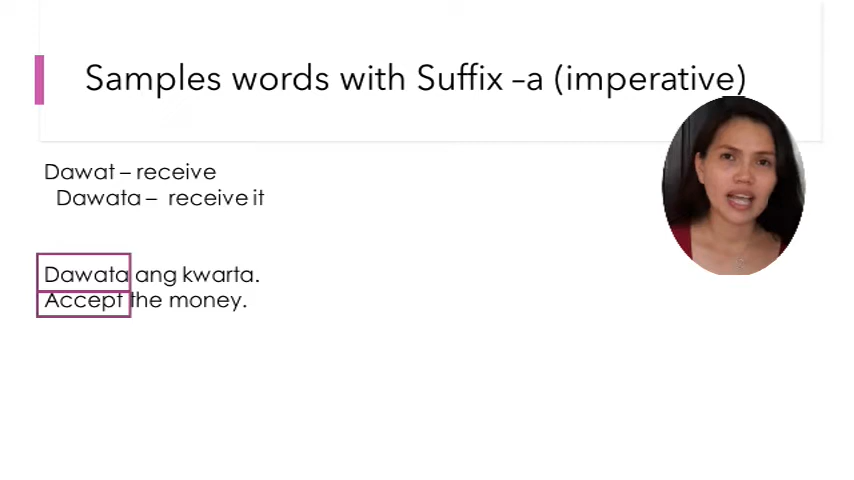 Samples words with Suffix –a (imperative)
Dawat – receive
Dawata – receive it
Dawata ang kwarta.
Accept the money.